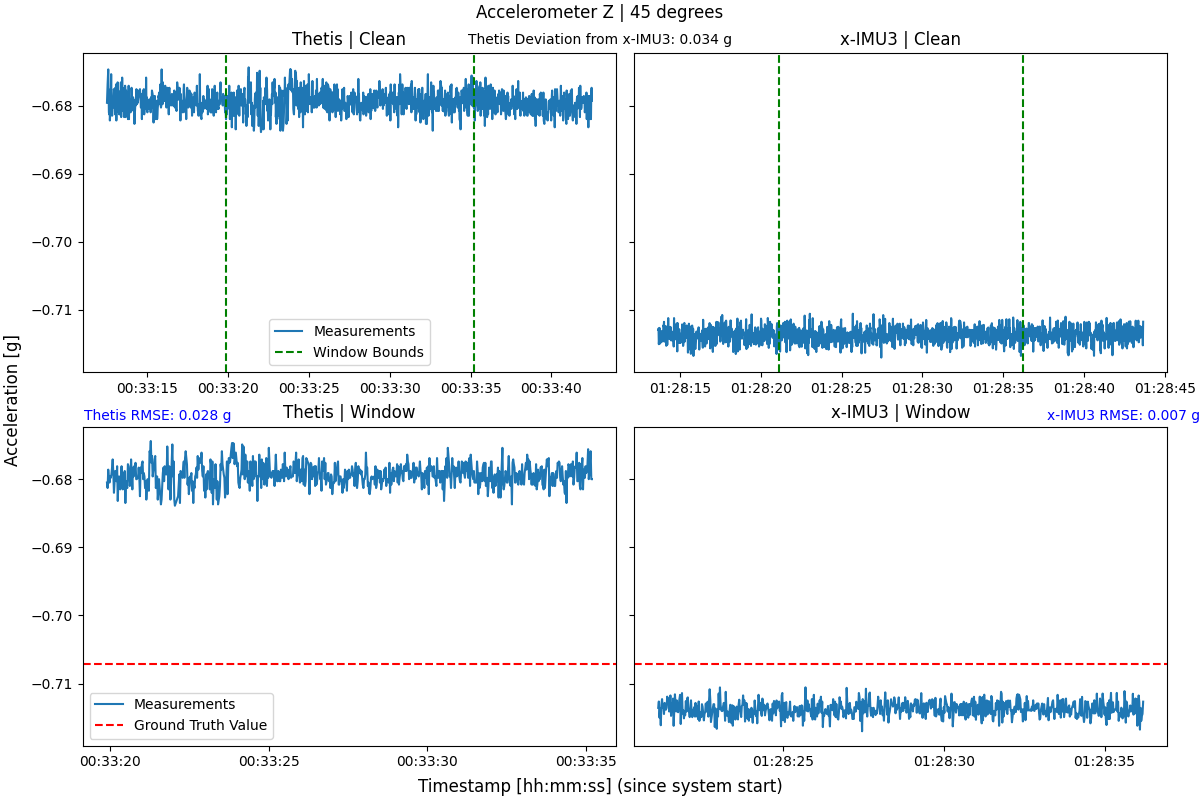 Accelerometer Z | 45 degrees
Thetis | Clean
Thetis Deviation from x-IMU3: 0.034 g
x-IMU3 | Clean
−0.68
−0.69
−0.70
−0.71
Measurements
Window Bounds
00:33:15 00:33:20 00:33:25 00:33:30 00:33:35 00:33:40
01:28:15 01:28:20 01:28:25 01:28:30 01:28:35 01:28:40 01:28:45
Acceleration [g]
Thetis RMSE: 0.028 g
Thetis | Window
x-IMU3 | Window
x-IMU3 RMSE: 0.007 g
−0.68
−0.69
−0.70
−0.71
Measurements
Ground Truth Value
00:33:20 00:33:25 00:33:30 00:33:35
01:28:25 01:28:30 01:28:35
Timestamp [hh:mm:ss] (since system start)